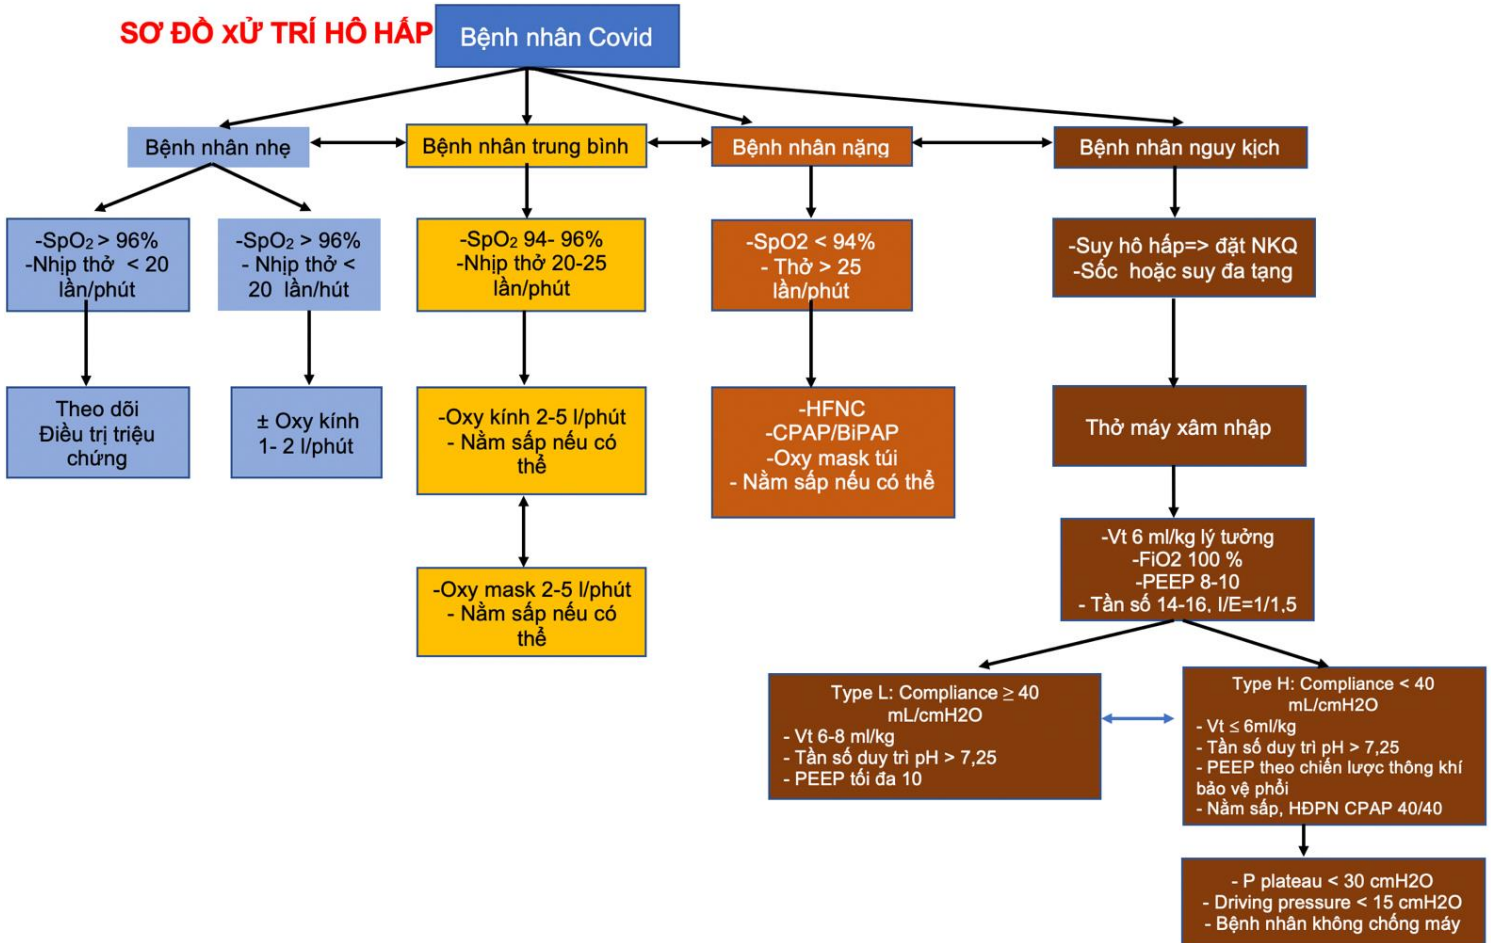 SƠ ĐỒ XỬ TRÍ HÔ HẤP
Bệnh nhân Covid
Bệnh nhân nhẹ
Bệnh nhân trung bình
Bệnh nhân nặng
Bệnh nhân nguy kịch
-SpO₂ > 96%
-Nhịp thở < 20
lần/phút
-SpO₂ > 96%
- Nhịp thở <
20 lần/hút
-SpO₂ 94- 96%
-Nhịp thở 20-25
lần/phút
-SpO2 < 94%
- Thở > 25
lần/phút
-Suy hô hấp=> đặt NKQ
-Sốc hoặc suy đa tạng
Theo dõi
Điều trị triệu
chứng
± Oxy kính
1- 2 l/phút
-Oxy kính 2-5 l/phút
- Nằm sấp nếu có
thể
-HFNC
-CPAP/BiPAP
-Oxy mask túi
- Nằm sấp nếu có thể
Thở máy xâm nhập
-Oxy mask 2-5 l/phút
- Nằm sấp nếu có
thể
-Vt 6 ml/kg lý tưởng
-FiO2 100 %
-PEEP 8-10
- Tần số 14-16, I/E=1/1,5
Type L: Compliance ≥ 40
mL/cmH2O
- Vt 6-8 ml/kg
- Tần số duy trì pH > 7,25
- PEEP tối đa 10
Type H: Compliance < 40
mL/cmH2O
- Vt ≤ 6ml/kg
- Tần số duy trì pH > 7,25
- PEEP theo chiến lược thông khí
bảo vệ phổi
- Nằm sấp, HĐPN CPAP 40/40
- P plateau < 30 cmH2O
- Driving pressure < 15 cmH2O
- Bệnh nhân không chống máy